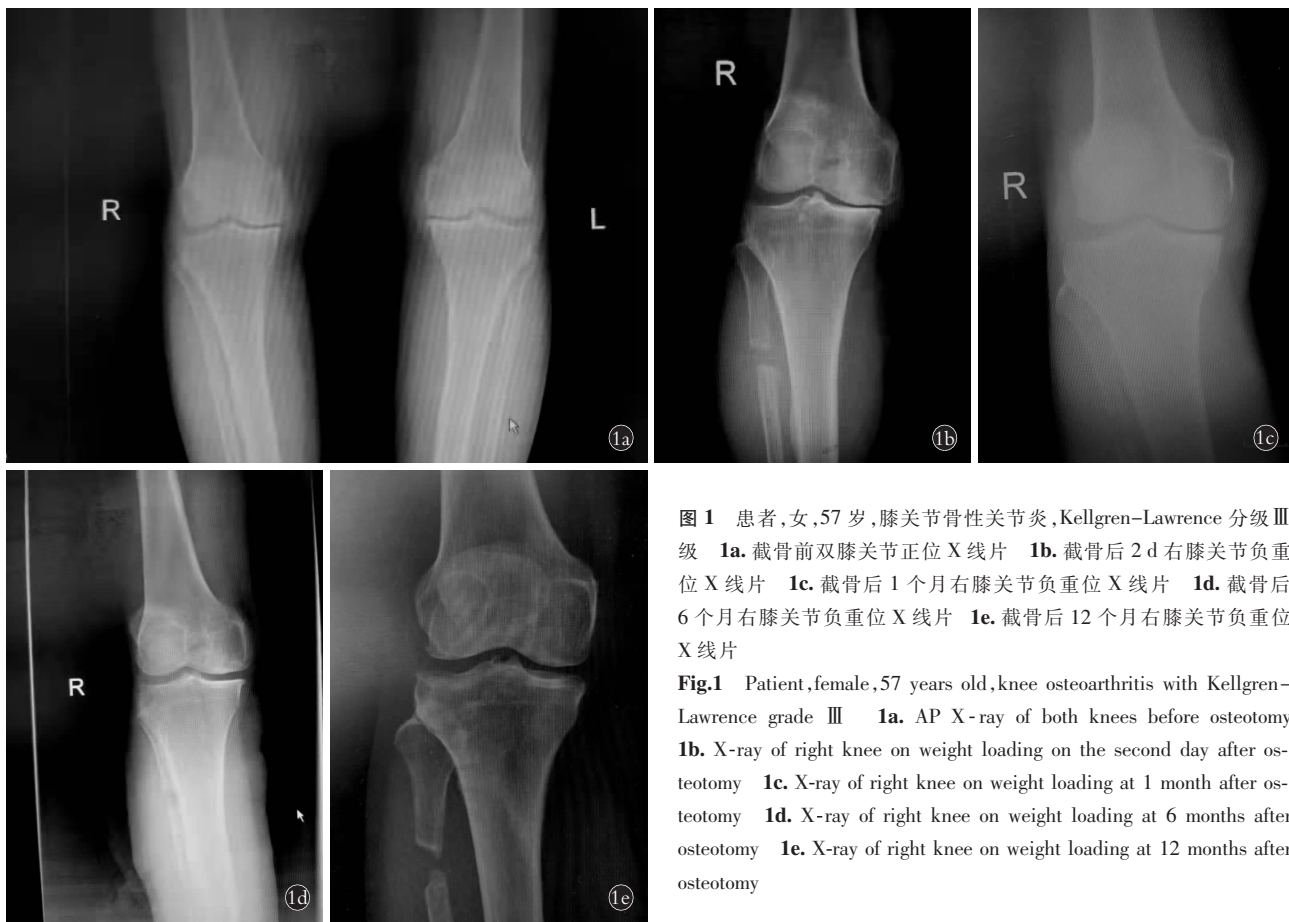 R
L
1a
R
1b
R
1c
R
1d
1e
图 1 患者,女,57 岁,膝关节骨性关节炎,Kellgren-Lawrence 分级Ⅲ
级 1a. 截骨前双膝关节正位 X 线片 1b. 截骨后 2 d 右膝关节负重
位 X 线片 1c. 截骨后 1 个月右膝关节负重位 X 线片 1d. 截骨后
6 个月右膝关节负重位 X 线片 1e. 截骨后 12 个月右膝关节负重位
X 线片
Fig.1 Patient,female,57 years old,knee osteoarthritis with Kellgren-
Lawrence grade Ⅲ 1a. AP X-ray of both knees before osteotomy
1b. X-ray of right knee on weight loading on the second day after os-
teotomy 1c. X-ray of right knee on weight loading at 1 month after os-
teotomy 1d. X-ray of right knee on weight loading at 6 months after
osteotomy 1e. X-ray of right knee on weight loading at 12 months after
osteotomy